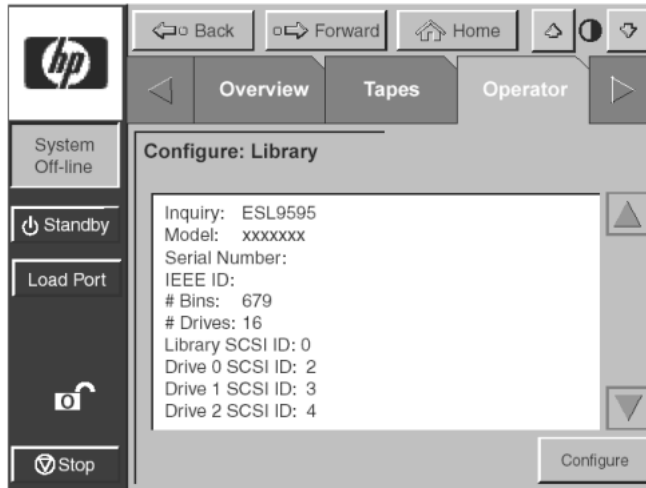 Back
Forward
Home
hp
Overview
Tapes
Operator
System
Off-line
Configure: Library
Standby
Load Port
Stop
Inquiry: ESL9595
Model: xxxxxxx
Serial Number:
IEEE ID:
# Bins: 679
# Drives: 16
Library SCSI ID: 0
Drive 0 SCSI ID: 2
Drive 1 SCSI ID: 3
Drive 2 SCSI ID: 4
Configure